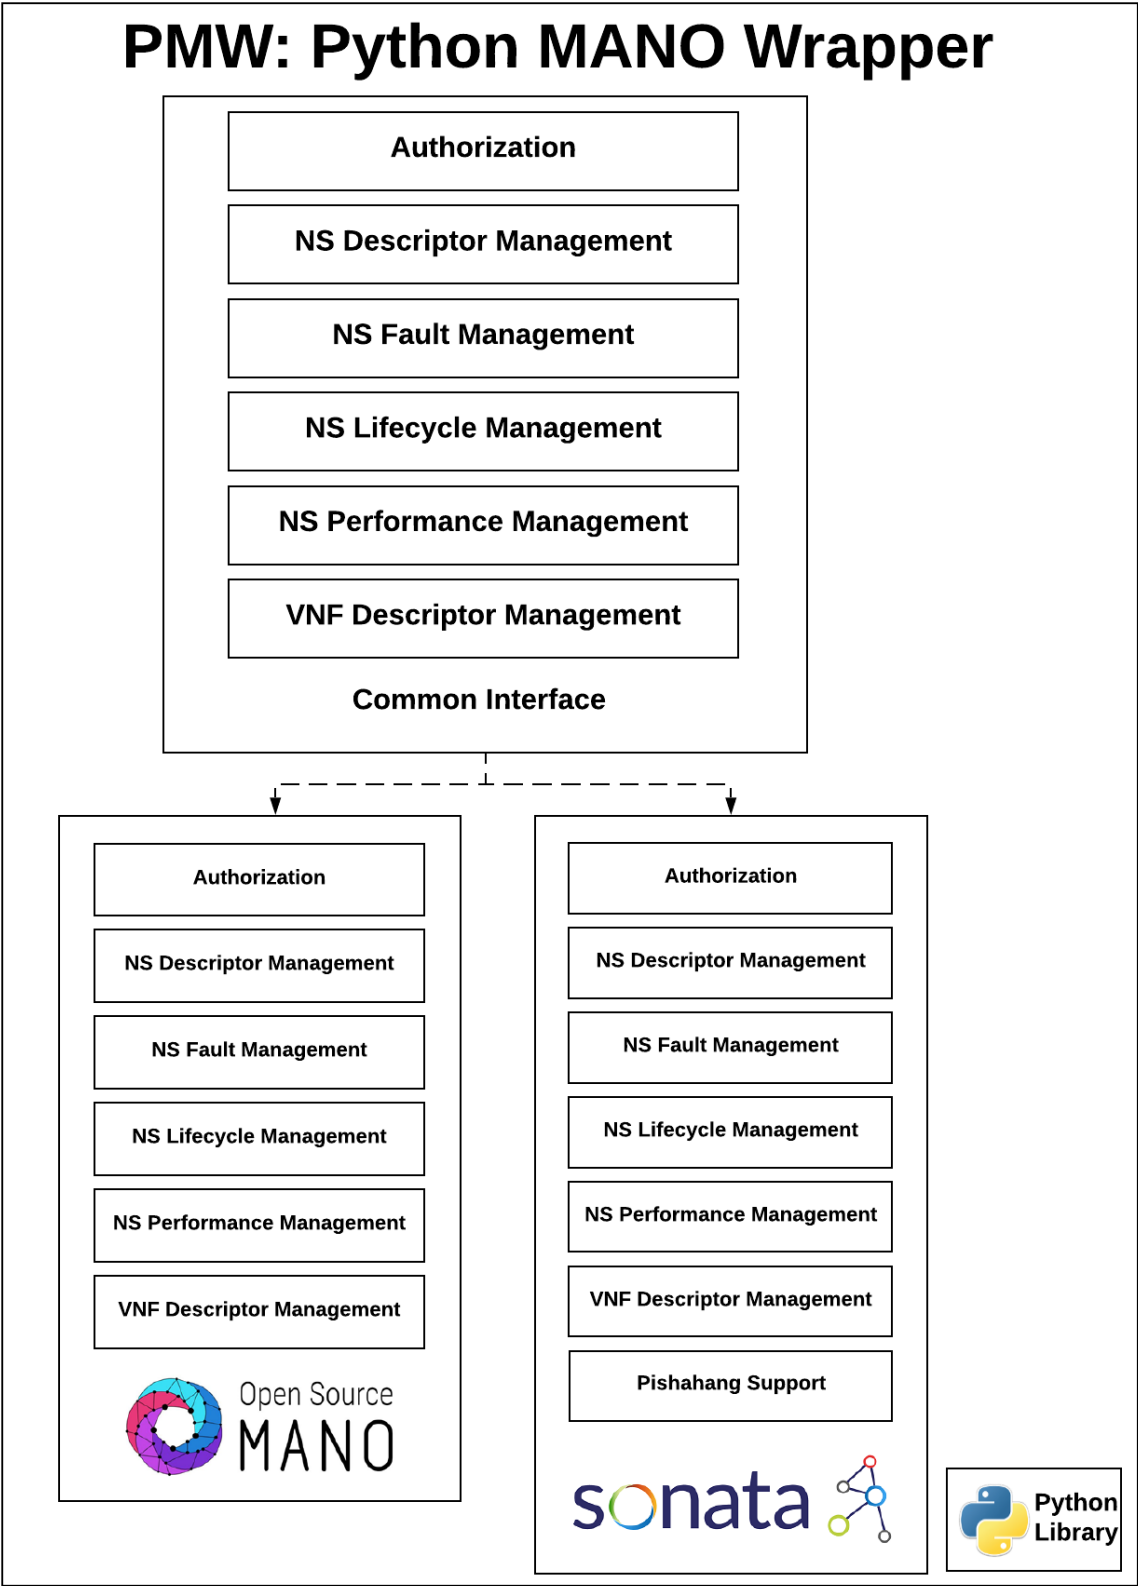 PMW: Python MANO Wrapper
Authorization
NS Descriptor Management
NS Fault Management
NS Lifecycle Management
NS Performance Management
VNF Descriptor Management
Common Interface
Authorization
NS Descriptor Management
NS Fault Management
NS Lifecycle Management
NS Performance Management
VNF Descriptor Management
Open Source
MANO
Authorization
NS Descriptor Management
NS Fault Management
NS Lifecycle Management
NS Performance Management
VNF Descriptor Management
Pishahang Support
sonata
Python
Library